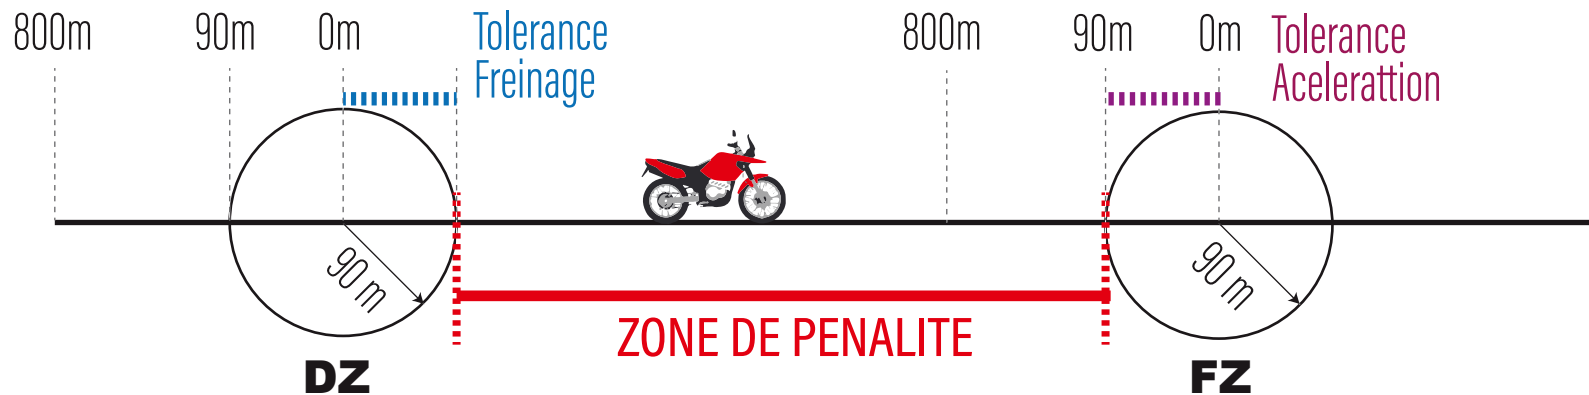 800m 90m 0m Tolerance 800m 90m 0m Tolerance
Freinage Acelerattion
90 m 90 m
ZONE DE PENALITE
DZ FZ